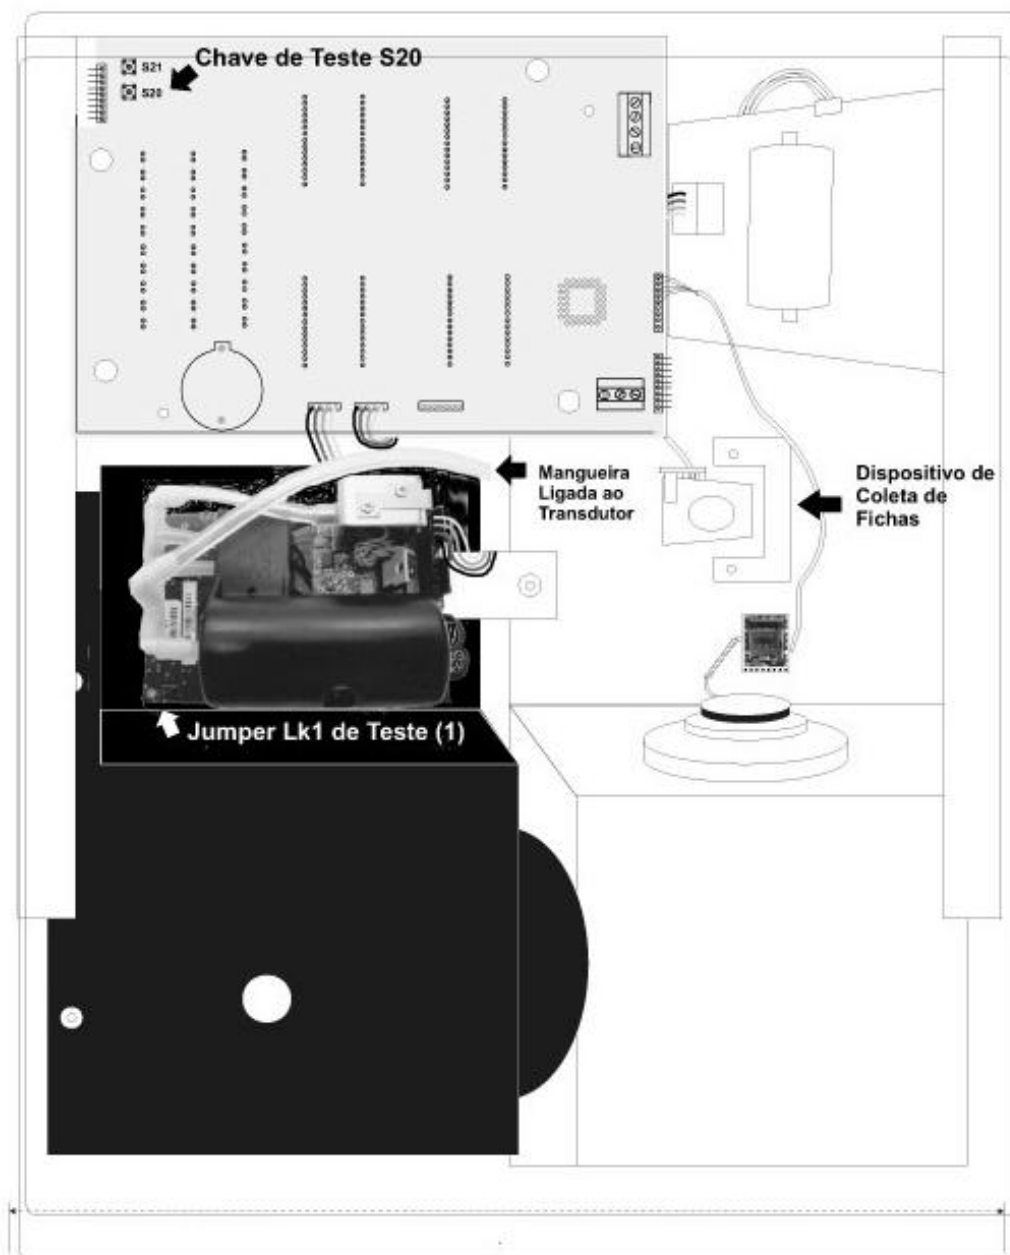 Chave de Teste S20
S21
S20
Mangueira
Ligada ao
Transdutor
Dispositivo de
Coleta de
Fichas
Jumper Lk1 de Teste (1)